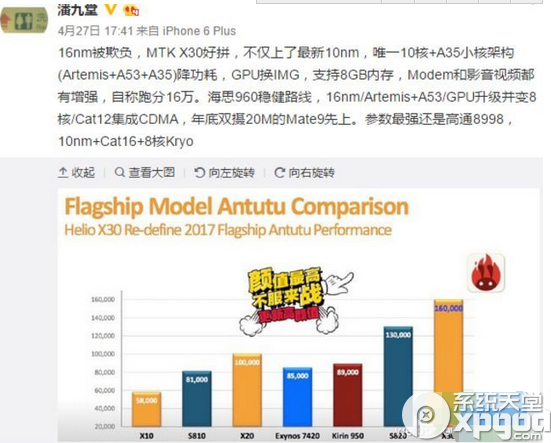 潘九堂
4月27日 17:41 来自 iPhone 6 Plus
16nm被欺负，MTK X30好拼，不仅上了最新10nm，唯一10核+A35小核架构
(Artemis+A53+A35)降功耗，GPU换IMG，支持8GB内存，Modem和影音视频都
有增强，自称跑分16万。海思960稳健路线，16nm/Artemis+A53/GPU升级并变8
核/Cat12集成CDMA，年底双摄20M的Mate9先上。参数最强还是高通8998，
10nm+Cat16+8核Kryo
收起 查看大图 向左旋转 向右旋转
Flagship Model Antutu Comparison
Helio X30 Re-define 2017 Flagship Antutu Performance
颜值最高
不服来战
160,000
140,000
120,000
100,000
80,000
60,000
40,000
20,000
58,000
81,000
100,000
85,000
89,000
130,000
160,000
X10 S810 X20 Exynos 7420 Kirin 950 S820 X30
系统天堂